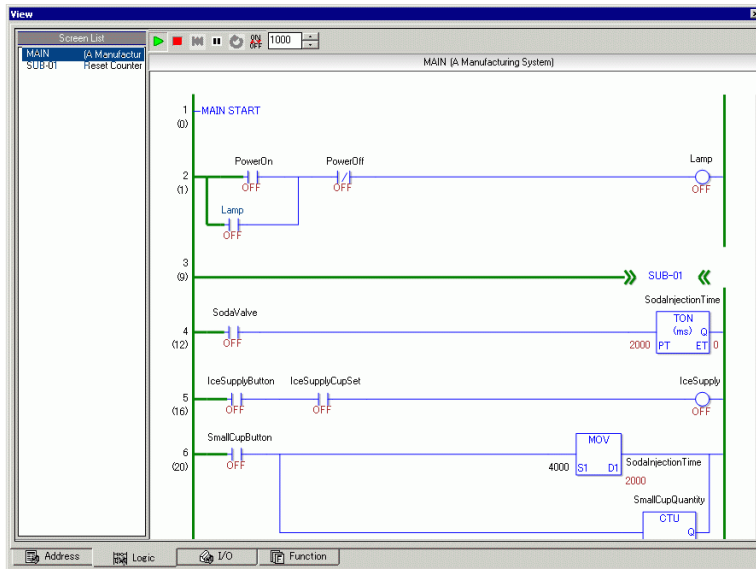 View
Screen List
MAIN (A Manufactur
SUB-01 Reset Counter
ON OFF 1000
MAIN (A Manufacturing System)
1 MAIN START
(0)
PowerOn PowerOff Lamp
2
(1) OFF OFF OFF
Lamp
OFF
3
(9) SUB-01
SodaInjectionTime
SodaValve TON
4 (ms) Q
(12) OFF 2000 PT ET 0
IceSupplyButton IceSupplyCupSet IceSupply
5
(16) OFF OFF OFF
SmallCupButton MOV
6
(20) OFF 4000 S1 D1 SodaInjectionTime
2000
SmallCupQuantity
CTU
Q
Address Logic I/O Function